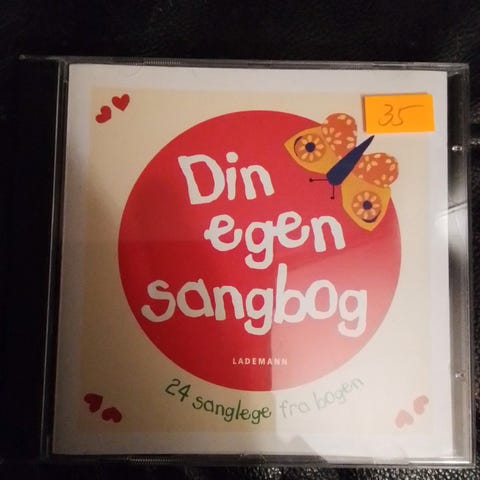 35
Din
egen
sangbog
LADEMANN
24 sanglege fra bogen